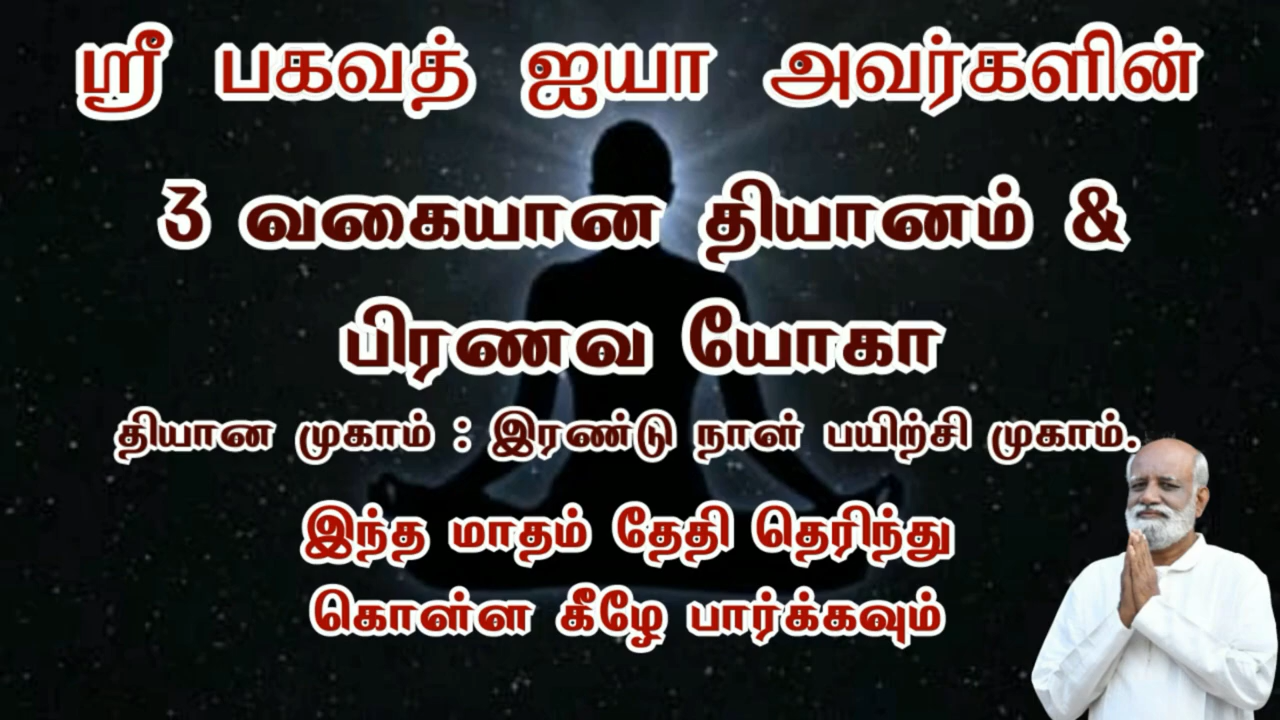 ஸ்ரீ பகவத் ஐயா அவர்களின்
3 வகையான தியானம் &
பிரணவ யோகா
தியான முகாம் : இரண்டு நாள் பயிற்சி முகாம்.
இந்த மாதம் தேதி தெரிந்து
கொள்ள கீழே பார்க்கவும்